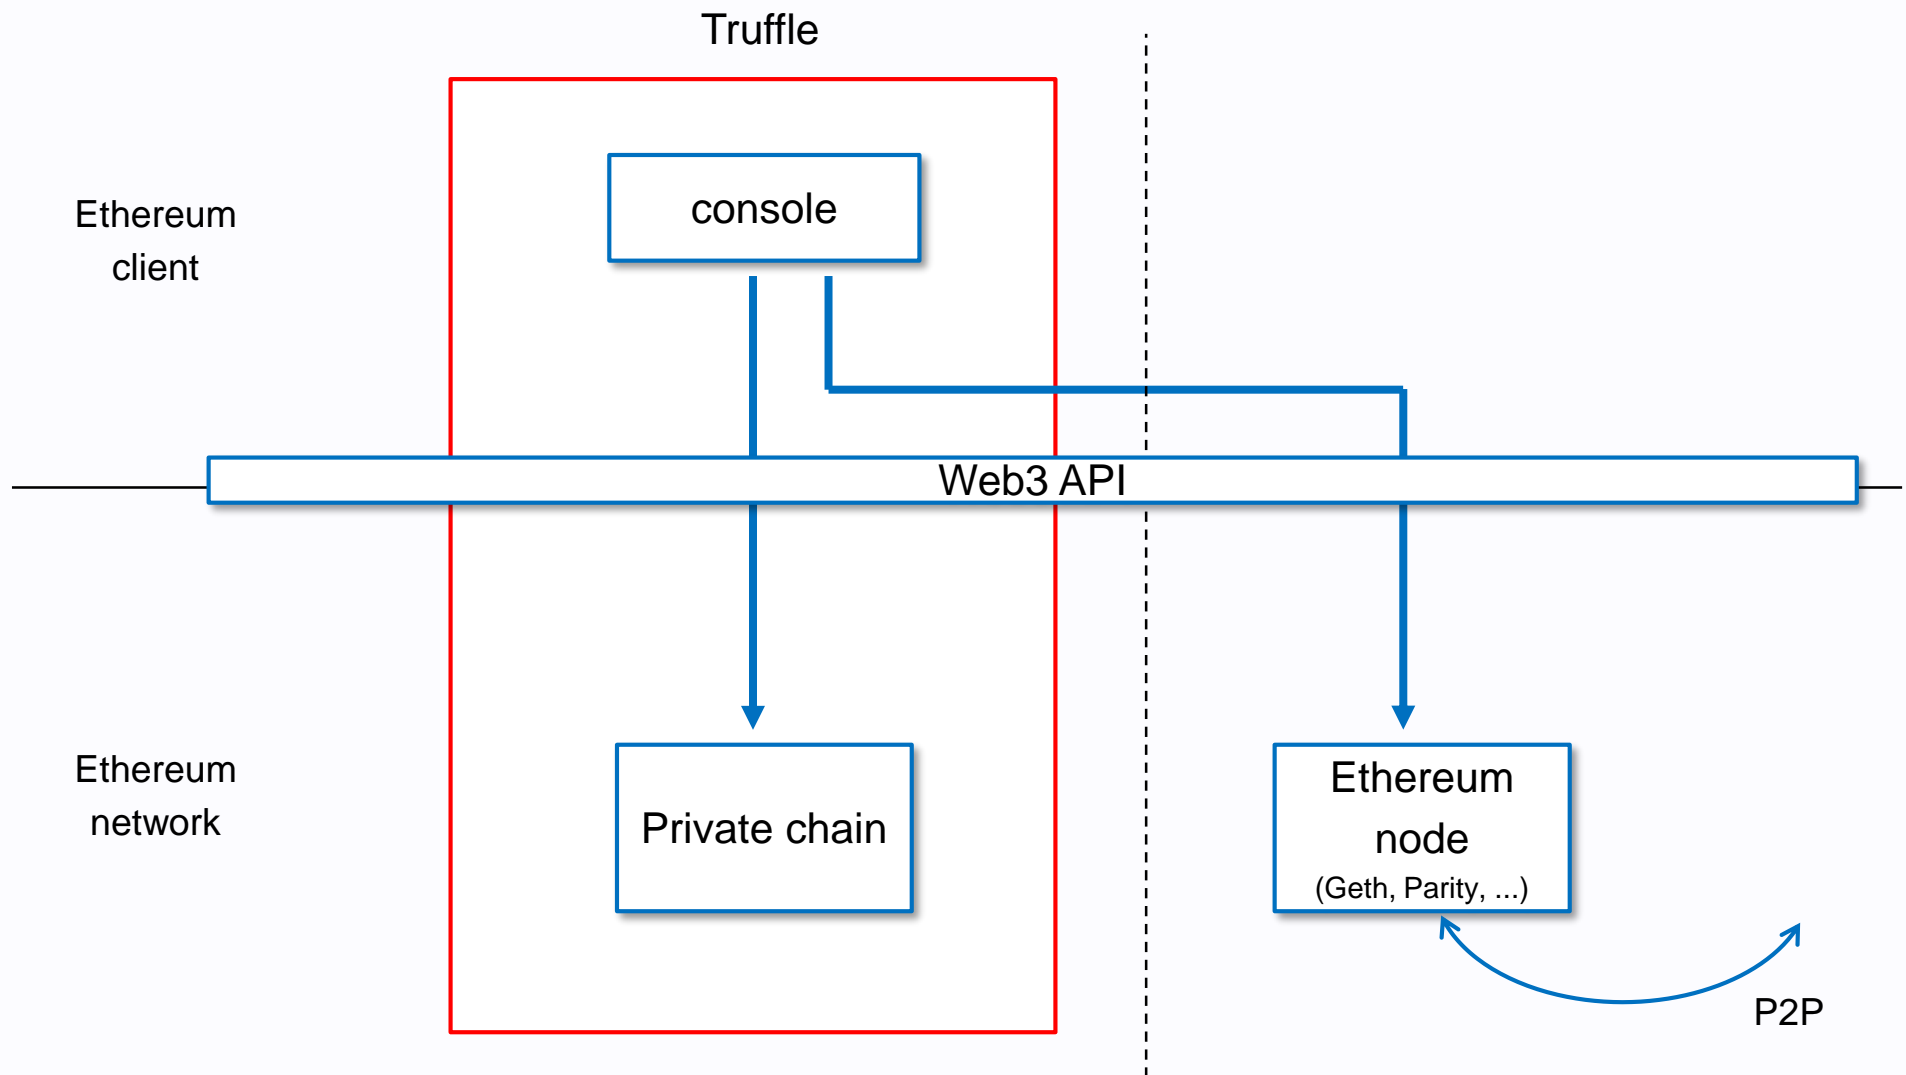 Truffle
Ethereum
client
console
Web3 API
Ethereum
network
Private chain
Ethereum
node
(Geth, Parity, ...)
P2P